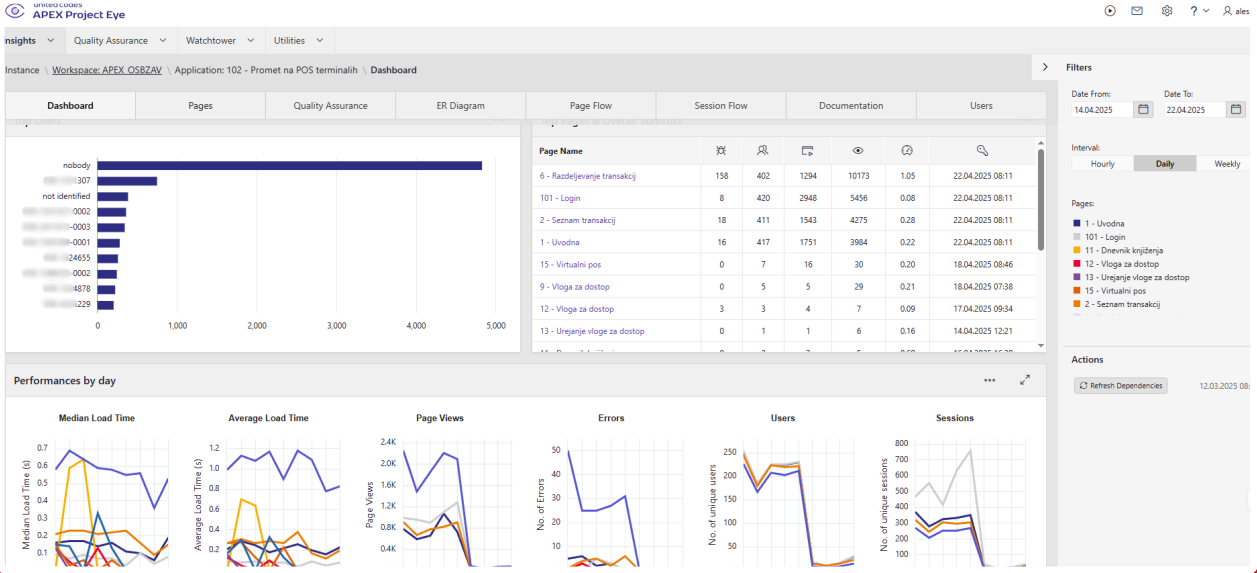 united codes
APEX Project Eye
? ales
nsights Quality Assurance Watchtower Utilities
nstance \ Workspace: APEX_OSBZAV \ Application: 102 - Promet na POS terminalih \ Dashboard
Dashboard Pages Quality Assurance ER Diagram Page Flow Session Flow Documentation Users
Top Users
Top Pages & Overall Statistics
nobody
307
not identified
0002
-0003
-0001
24655
-0002
4878
229
0 1,000 2,000 3,000 4,000 5,000
Page Name
6 - Razdeljevanje transakcij 158 402 1294 10173 1.05 22.04.2025 08:11
101 - Login 8 420 2948 5456 0.08 22.04.2025 08:11
2 - Seznam transakcij 18 411 1543 4275 0.28 22.04.2025 08:11
1 - Uvodna 16 417 1751 3984 0.22 22.04.2025 08:11
15 - Virtualni pos 0 7 16 30 0.20 18.04.2025 08:46
9 - Vloga za dostop 0 5 5 29 0.21 18.04.2025 07:38
12 - Vloga za dostop 3 3 4 7 0.09 17.04.2025 09:34
13 - Urejanje vloge za dostop 0 1 1 6 0.16 14.04.2025 12:21
Filters
Date From: Date To:
14.04.2025 22.04.2025
Interval:
Hourly Daily Weekly
Pages:
1 - Uvodna
101 - Login
11 - Dnevnik knjiženja
12 - Vloga za dostop
13 - Urejanje vloge za dostop
15 - Virtualni pos
2 - Seznam transakcij
Actions
Refresh Dependencies 12.03.2025 08:
Performances by day
Median Load Time
Median Load Time (s)
0.7
0.6
0.5
0.4
0.3
0.2
0.1
Average Load Time
Average Load Time (s)
1.2
1.0
0.8
0.6
0.4
0.2
Page Views
Page Views
2.4K
2.0K
1.6K
1.2K
0.8K
0.4K
Errors
No. of Errors
50
40
30
20
10
Users
No. of unique users
250
200
150
100
50
Sessions
No. of unique sessions
800
700
600
500
400
300
200
100